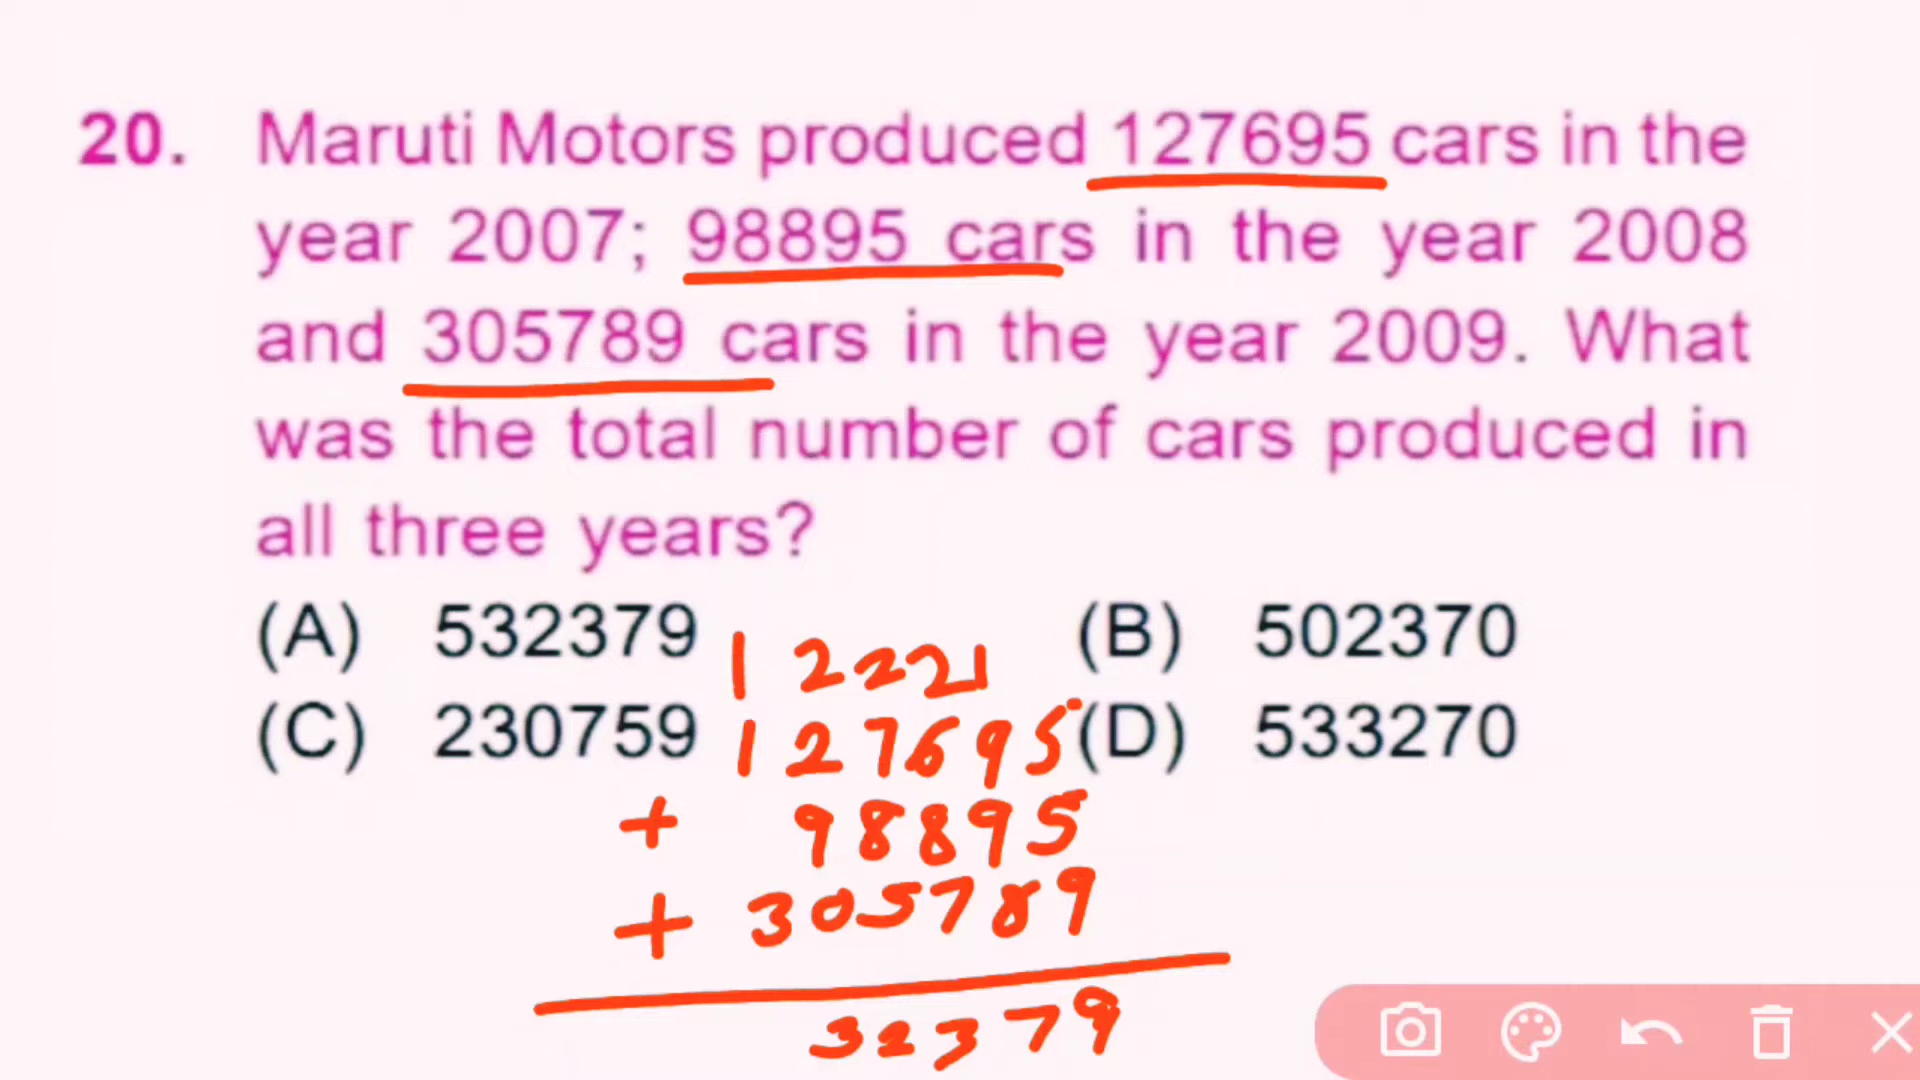 20. Maruti Motors produced 127695 cars in the
year 2007; 98895 cars in the year 2008
and 305789 cars in the year 2009. What
was the total number of cars produced in
all three years?
(A) 532379 (B) 502370
1 2221
(C) 230759 (D) 533270
127695
+ 98895
+ 305789
32379